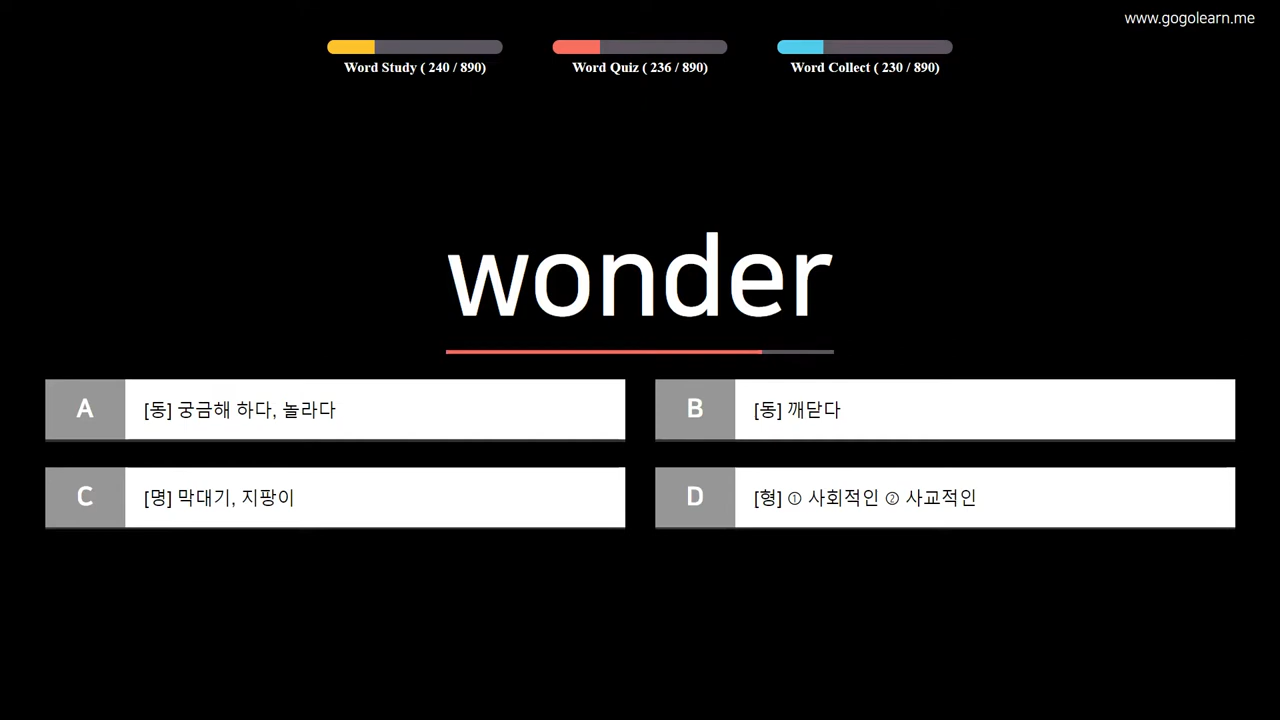 www.gogolearn.me
Word Study ( 240 / 890)
Word Quiz ( 236 / 890)
Word Collect ( 230 / 890)
wonder
A [동] 궁금해 하다, 놀라다
B [동] 깨닫다
C [명] 막대기, 지팡이
D [형] ① 사회적인 ② 사교적인